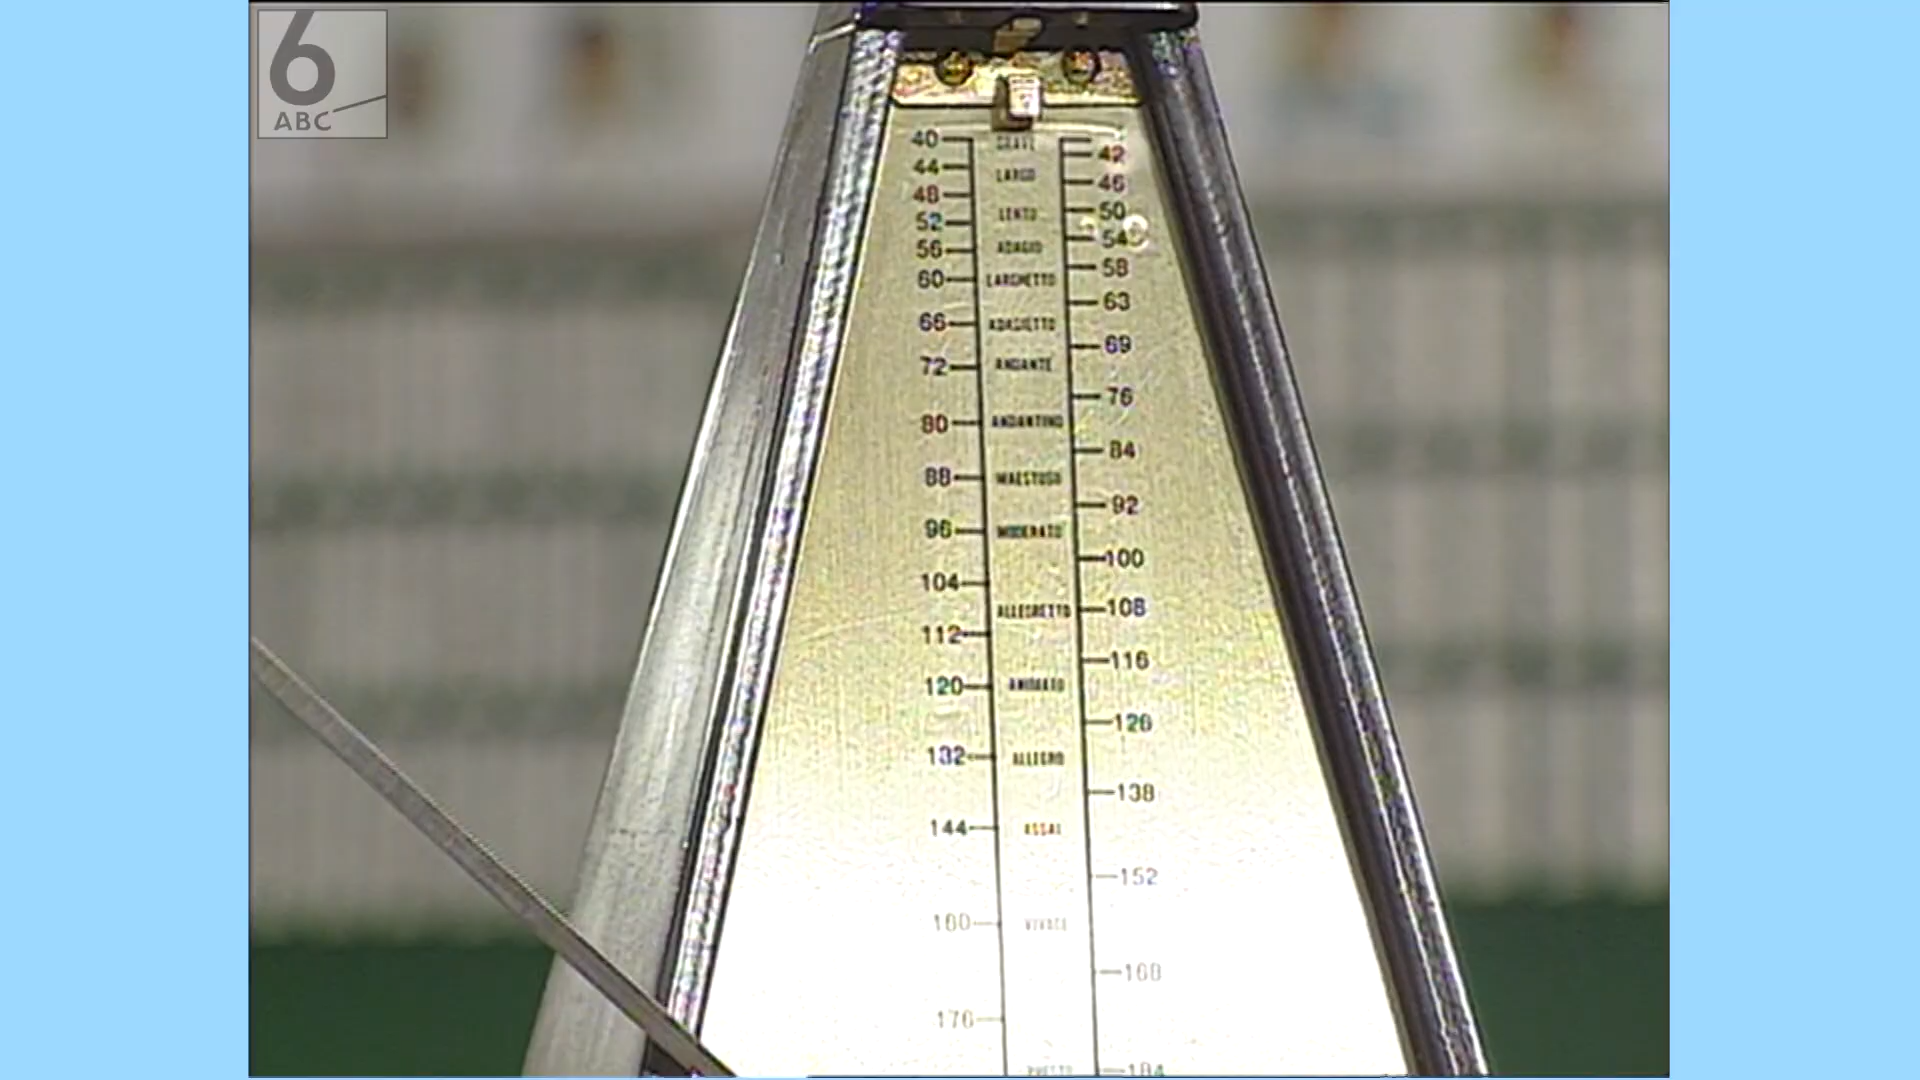 6
ABC
40 GRAVE
42
44 LARGO
46
48
50
52 LENTO
54
56 ADAGIO
58
60 LARGHETTO
63
66 ADAGIETTO
69
72 ANDANTE
76
80 ANDANTINO
84
88 MAESTOSO
92
96 MODERATO
100
104
ALLEGRETTO 108
112
116
120 ANIMATO
126
132 ALLEGRO
138
144 ASSAI
152
160 VIVACE
168
176
PRESTO 184